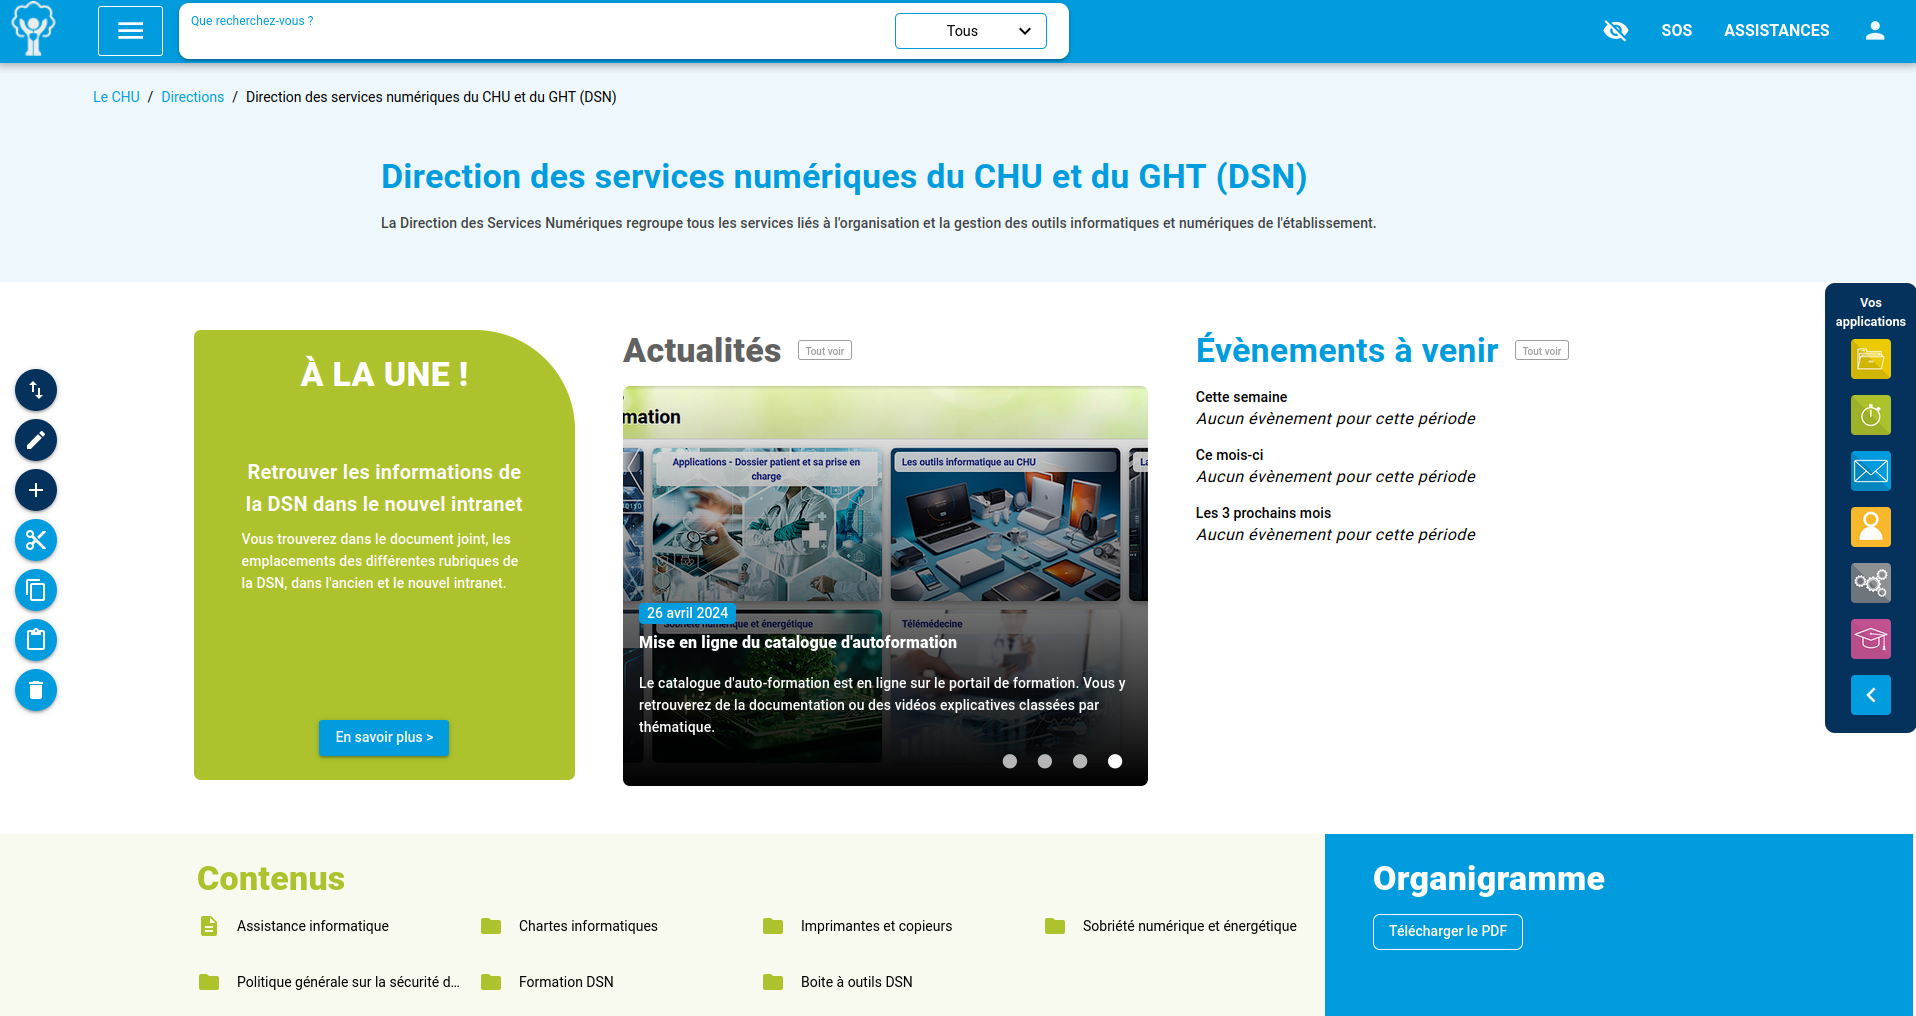 Que recherchez-vous ?
Tous
SOS
ASSISTANCES
Le CHU / Directions / Direction des services numériques du CHU et du GHT (DSN)
Direction des services numériques du CHU et du GHT (DSN)
La Direction des Services Numériques regroupe tous les services liés à l'organisation et la gestion des outils informatiques et numériques de l'établissement.
Vos
applications
À LA UNE !
Retrouver les informations de
la DSN dans le nouvel intranet
Vous trouverez dans le document joint, les
emplacements des différentes rubriques de
la DSN, dans l'ancien et le nouvel intranet.
En savoir plus >
Actualités
Tout voir
mation
Applications - Dossier patient et sa prise en
charge
Les outils informatique au CHU
La
26 avril 2024
Sobriété numérique et énergétique
Télémédecine
Mise en ligne du catalogue d'autoformation
Le catalogue d'auto-formation est en ligne sur le portail de formation. Vous y
retrouverez de la documentation ou des vidéos explicatives classées par
thématique.
Évènements à venir
Tout voir
Cette semaine
Aucun évènement pour cette période
Ce mois-ci
Aucun évènement pour cette période
Les 3 prochains mois
Aucun évènement pour cette période
Contenus
Assistance informatique
Chartes informatiques
Imprimantes et copieurs
Sobriété numérique et énergétique
Politique générale sur la sécurité d...
Formation DSN
Boite à outils DSN
Organigramme
Télécharger le PDF